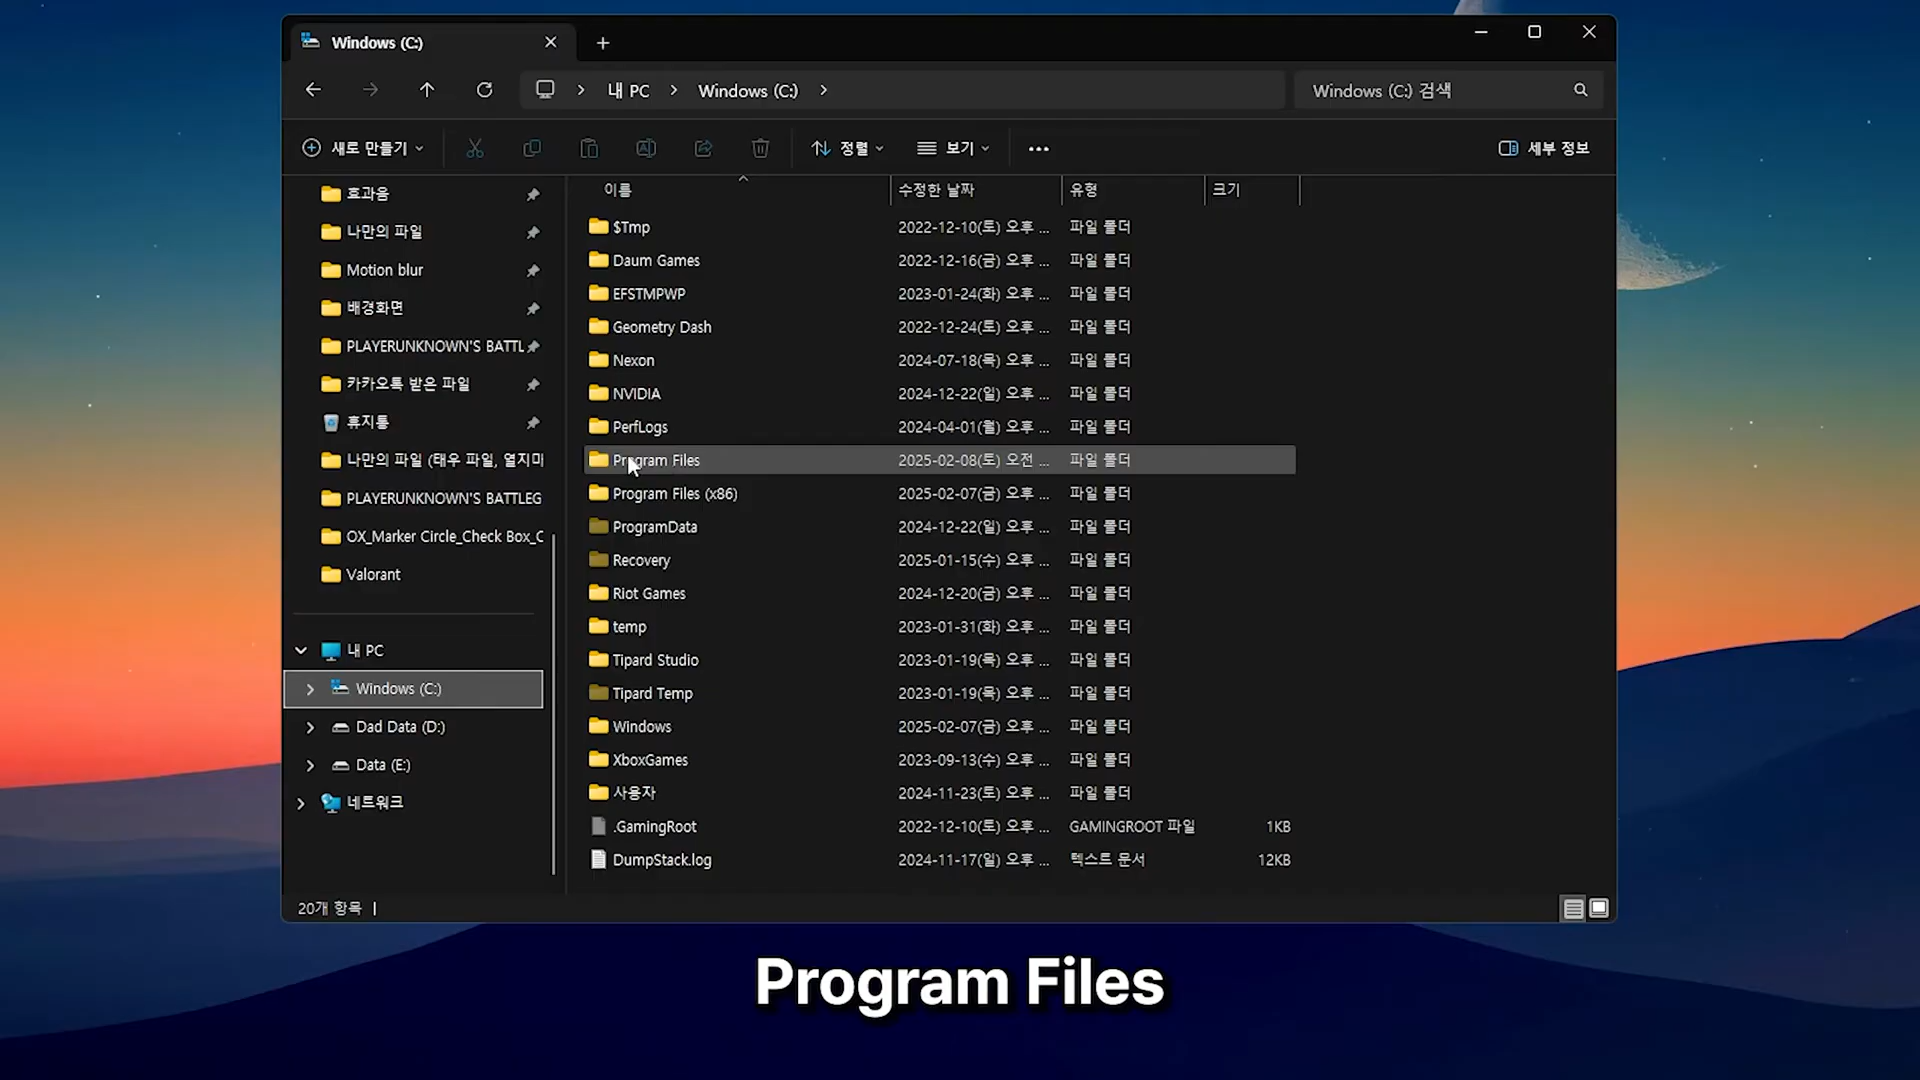 Windows (C:)
내 PC > Windows (C:) >
Windows (C:) 검색
새로 만들기
정렬
보기
세부 정보
효과음
나만의 파일
Motion blur
배경화면
PLAYERUNKNOWN'S BATTL
카카오톡 받은 파일
휴지통
나만의 파일 (태우 파일, 열지마
PLAYERUNKNOWN'S BATTLEG
OX_Marker Circle_Check Box_C
Valorant
내 PC
Windows (C:)
Dad Data (D:)
Data (E:)
네트워크
이름 수정한 날짜 유형 크기
$Tmp 2022-12-10(토) 오후 ... 파일 폴더
Daum Games 2022-12-16(금) 오후 ... 파일 폴더
EFSTMPWP 2023-01-24(화) 오후 ... 파일 폴더
Geometry Dash 2022-12-24(토) 오후 ... 파일 폴더
Nexon 2024-07-18(목) 오후 ... 파일 폴더
NVIDIA 2024-12-22(일) 오후 ... 파일 폴더
PerfLogs 2024-04-01(월) 오후 ... 파일 폴더
Program Files 2025-02-08(토) 오전 ... 파일 폴더
Program Files (x86) 2025-02-07(금) 오후 ... 파일 폴더
ProgramData 2024-12-22(일) 오후 ... 파일 폴더
Recovery 2025-01-15(수) 오후 ... 파일 폴더
Riot Games 2024-12-20(금) 오후 ... 파일 폴더
temp 2023-01-31(화) 오후 ... 파일 폴더
Tipard Studio 2023-01-19(목) 오후 ... 파일 폴더
Tipard Temp 2023-01-19(목) 오후 ... 파일 폴더
Windows 2025-02-07(금) 오후 ... 파일 폴더
XboxGames 2023-09-13(수) 오후 ... 파일 폴더
사용자 2024-11-23(토) 오후 ... 파일 폴더
.GamingRoot 2022-12-10(토) 오후 ... GAMINGROOT 파일 1KB
DumpStack.log 2024-11-17(일) 오후 ... 텍스트 문서 12KB
20개 항목
Program Files